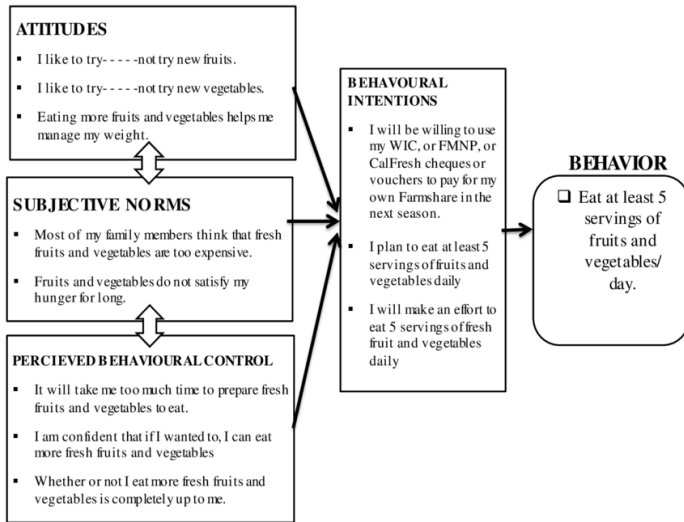 ATTITUDES
▪ I like to try-----not try new fruits.
▪ I like to try-----not try new vegetables.
▪ Eating more fruits and vegetables helps me
manage my weight.
SUBJECTIVE NORMS
▪ Most of my family members think that fresh
fruits and vegetables are too expensive.
▪ Fruits and vegetables do not satisfy my
hunger for long.
PERCIEVED BEHAVIOURAL CONTROL
▪ It will take me too much time to prepare fresh
fruits and vegetables to eat.
▪ I am confident that if I wanted to, I can eat
more fresh fruits and vegetables
▪ Whether or not I eat more fresh fruits and
vegetables is completely up to me.
BEHAVOURAL
INTENTIONS
▪ I will be willing to use
my WIC, or FMNP, or
CalFresh cheques or
vouchers to pay for my
own Farmshare in the
next season.
▪ I plan to eat at least 5
servings of fruits and
vegetables daily
▪ I will make an effort to
eat 5 servings of fresh
fruit and vegetables
daily
BEHAVIOR
❑ Eat at least 5
servings of
fruits and
vegetables/
day.